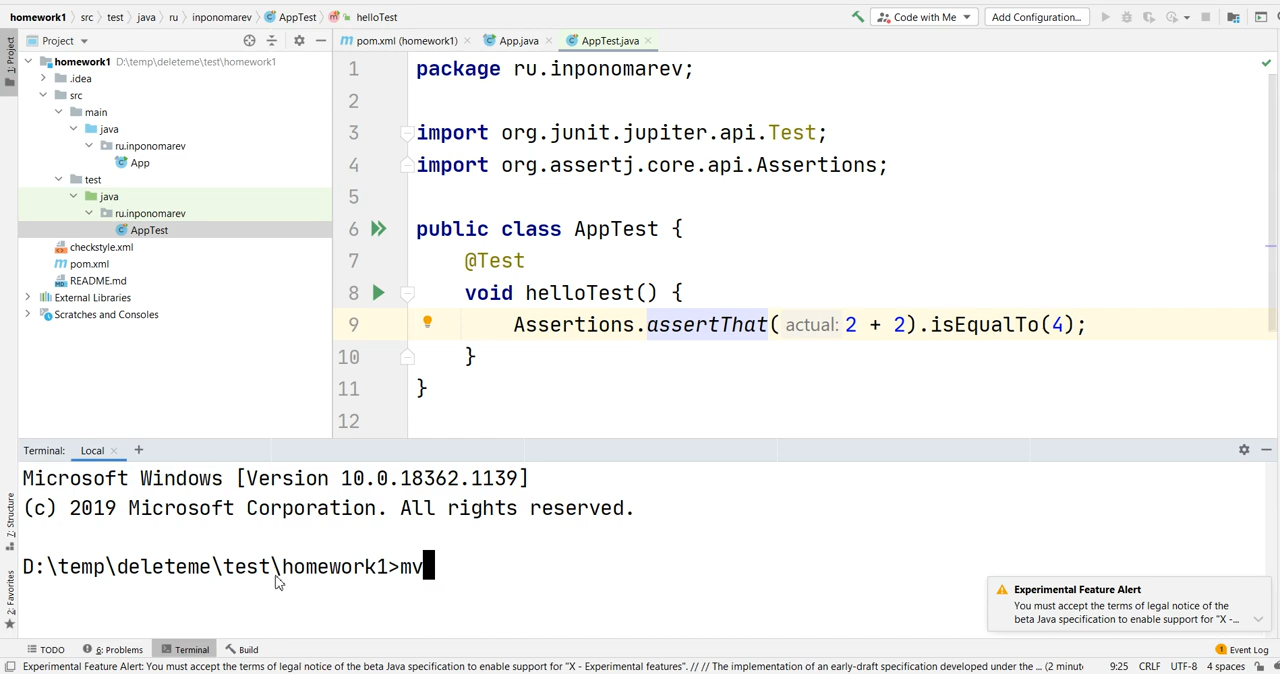 homework1 src test java ru inponomarev AppTest helloTest
Code with Me Add Configuration...
Project
pom.xml (homework1) App.java AppTest.java
1: Project
homework1 D:\temp\deleteme\test\homework1
.idea
src
main
java
ru.inponomarev
App
test
java
ru.inponomarev
AppTest
checkstyle.xml
pom.xml
README.md
External Libraries
Scratches and Consoles
1 package ru.inponomarev;
2
3 import org.junit.jupiter.api.Test;
4 import org.assertj.core.api.Assertions;
5
6 public class AppTest {
7 @Test
8 void helloTest() {
9 Assertions.assertThat( actual: 2 + 2).isEqualTo(4);
10 }
11 }
12
Terminal: Local
Microsoft Windows [Version 10.0.18362.1139]
(c) 2019 Microsoft Corporation. All rights reserved.
D:\temp\deleteme\test\homework1>mv
7: Structure
2: Favorites
Experimental Feature Alert
You must accept the terms of legal notice of the
beta Java specification to enable support for "X -...
TODO 6: Problems Terminal Build
1 Event Log
Experimental Feature Alert: You must accept the terms of legal notice of the beta Java specification to enable support for "X - Experimental features". // // The implementation of an early-draft specification developed under the ... (2 minut
9:25 CRLF UTF-8 4 spaces